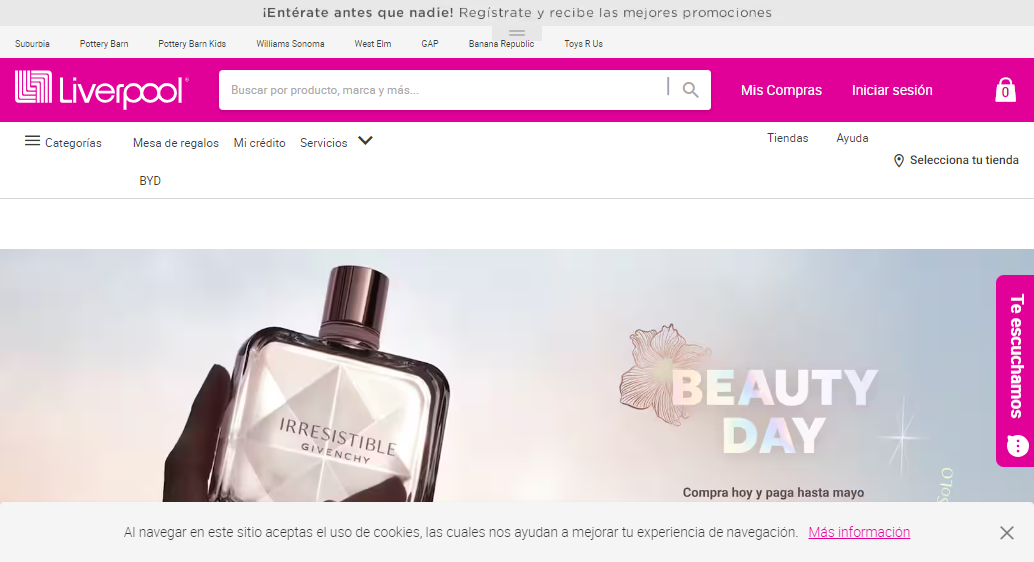 ¡Entérate antes que nadie! Regístrate y recibe las mejores promociones
Suburbia Pottery Barn Pottery Barn Kids Williams Sonoma West Elm GAP Banana Republic Toys R Us
Liverpool
Buscar por producto, marca y más...
Mis Compras Iniciar sesión 0
Categorías Mesa de regalos Mi crédito Servicios Tiendas Ayuda
Selecciona tu tienda
BYD
Te escuchamos
IRRESISTIBLE
GIVENCHY
BEAUTY
DAY
SOLO
Compra hoy y paga hasta mayo
Al navegar en este sitio aceptas el uso de cookies, las cuales nos ayudan a mejorar tu experiencia de navegación. Más información